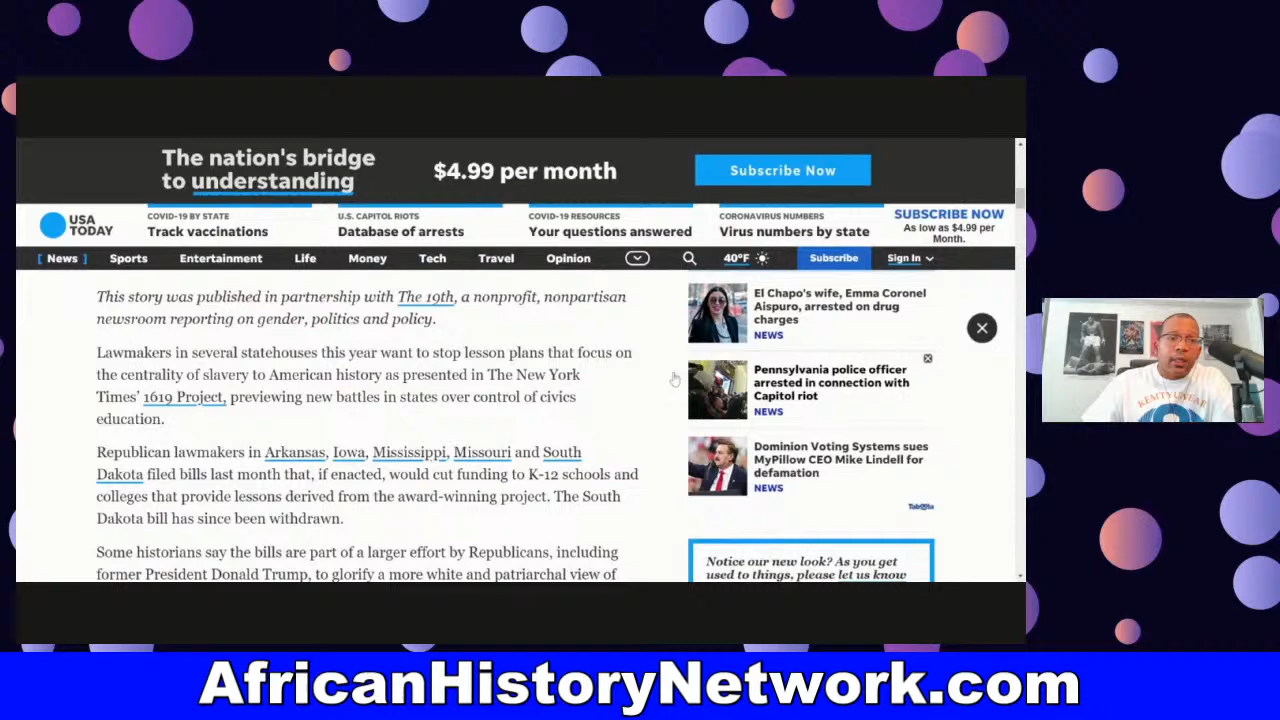 The nation's bridge
to understanding
$4.99 per month
Subscribe Now
USA
TODAY
COVID-19 BY STATE
Track vaccinations
U.S. CAPITOL RIOTS
Database of arrests
COVID-19 RESOURCES
Your questions answered
CORONAVIRUS NUMBERS
Virus numbers by state
SUBSCRIBE NOW
As low as $4.99 per
Month.
[ News ] Sports Entertainment Life Money Tech Travel Opinion 40°F Subscribe Sign In
This story was published in partnership with The 19th, a nonprofit, nonpartisan
newsroom reporting on gender, politics and policy.
Lawmakers in several statehouses this year want to stop lesson plans that focus on
the centrality of slavery to American history as presented in The New York
Times' 1619 Project, previewing new battles in states over control of civics
education.
Republican lawmakers in Arkansas, Iowa, Mississippi, Missouri and South
Dakota filed bills last month that, if enacted, would cut funding to K-12 schools and
colleges that provide lessons derived from the award-winning project. The South
Dakota bill has since been withdrawn.
Some historians say the bills are part of a larger effort by Republicans, including
former President Donald Trump, to glorify a more white and patriarchal view of
El Chapo's wife, Emma Coronel
Aispuro, arrested on drug
charges
NEWS
Pennsylvania police officer
arrested in connection with
Capitol riot
NEWS
Dominion Voting Systems sues
MyPillow CEO Mike Lindell for
defamation
NEWS
Taboola
Notice our new look? As you get
used to things, please let us know
KEMTYUWEAR
AfricanHistoryNetwork.com